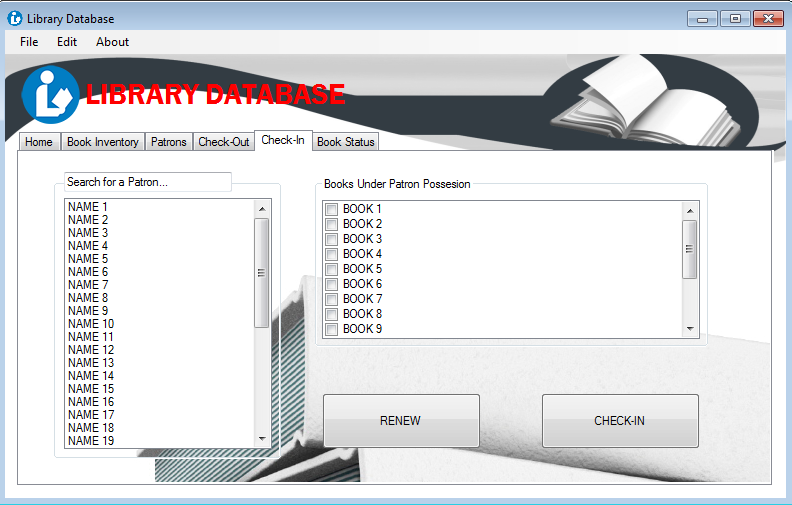 Library Database
File Edit About
LIBRARY DATABASE
Home Book Inventory Patrons Check-Out Check-In Book Status
Search for a Patron...
NAME 1
NAME 2
NAME 3
NAME 4
NAME 5
NAME 6
NAME 7
NAME 8
NAME 9
NAME 10
NAME 11
NAME 12
NAME 13
NAME 14
NAME 15
NAME 16
NAME 17
NAME 18
NAME 19
Books Under Patron Possesion
BOOK 1
BOOK 2
BOOK 3
BOOK 4
BOOK 5
BOOK 6
BOOK 7
BOOK 8
BOOK 9
RENEW CHECK-IN